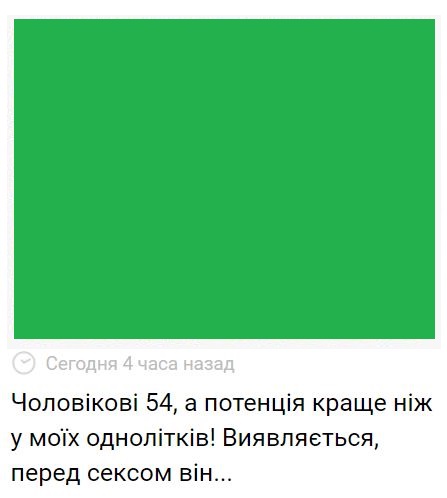 Сегодня 4 часа назад
Чоловікові 54, а потенція краще ніж
у моїх однолітків! Виявляється,
перед сексом він...